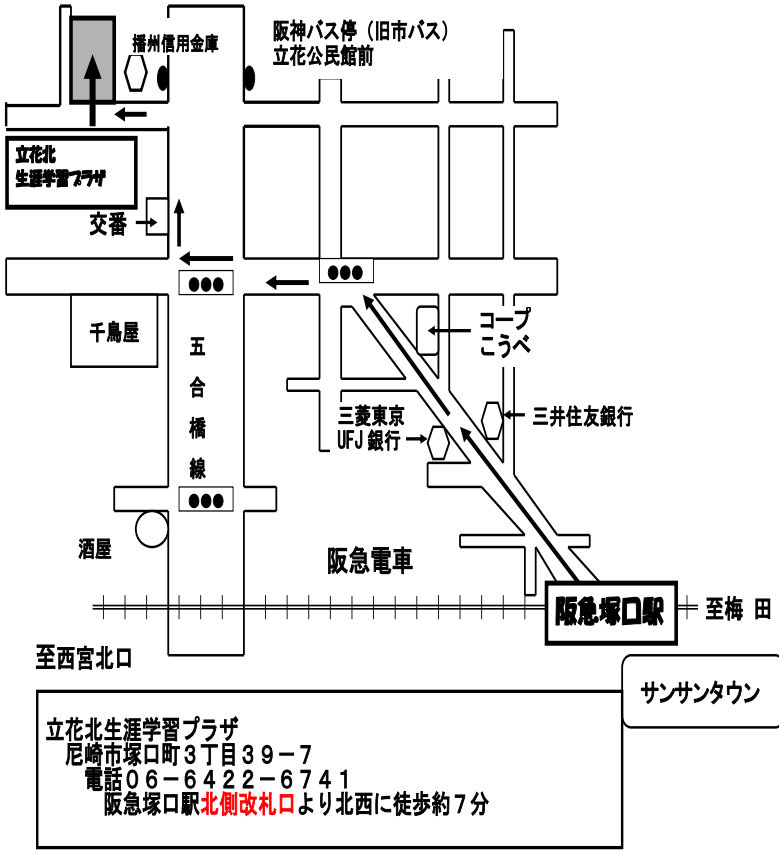 播州信用金庫
阪神バス停（旧市バス）
立花公民館前
立花北
生涯学習プラザ
交番
千鳥屋
五合橋線
コープ
こうべ
三菱東京
UFJ 銀行
三井住友銀行
酒屋
阪急電車
阪急塚口駅
至梅 田
至西宮北口
サンサンタウン
立花北生涯学習プラザ
尼崎市塚口町３丁目３９－７
電話０６－６４２２－６７４１
阪急塚口駅北側改札口より北西に徒歩約７分